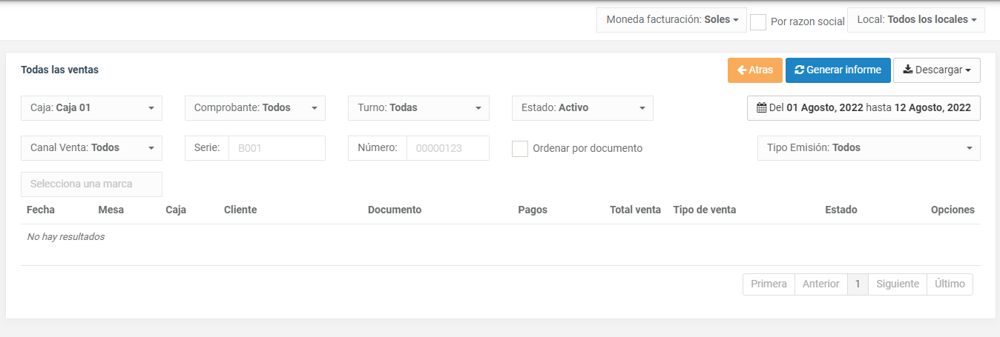 Moneda facturación: Soles Por razon social Local: Todos los locales
Todas las ventas Atras Generar informe Descargar
Caja: Caja 01 Comprobante: Todos Turno: Todas Estado: Activo Del 01 Agosto, 2022 hasta 12 Agosto, 2022
Canal Venta: Todos Serie: B001 Número: 00000123 Ordenar por documento Tipo Emisión: Todos
Selecciona una marca
Fecha Mesa Caja Cliente Documento Pagos Total venta Tipo de venta Estado Opciones
No hay resultados
Primera Anterior 1 Siguiente Último